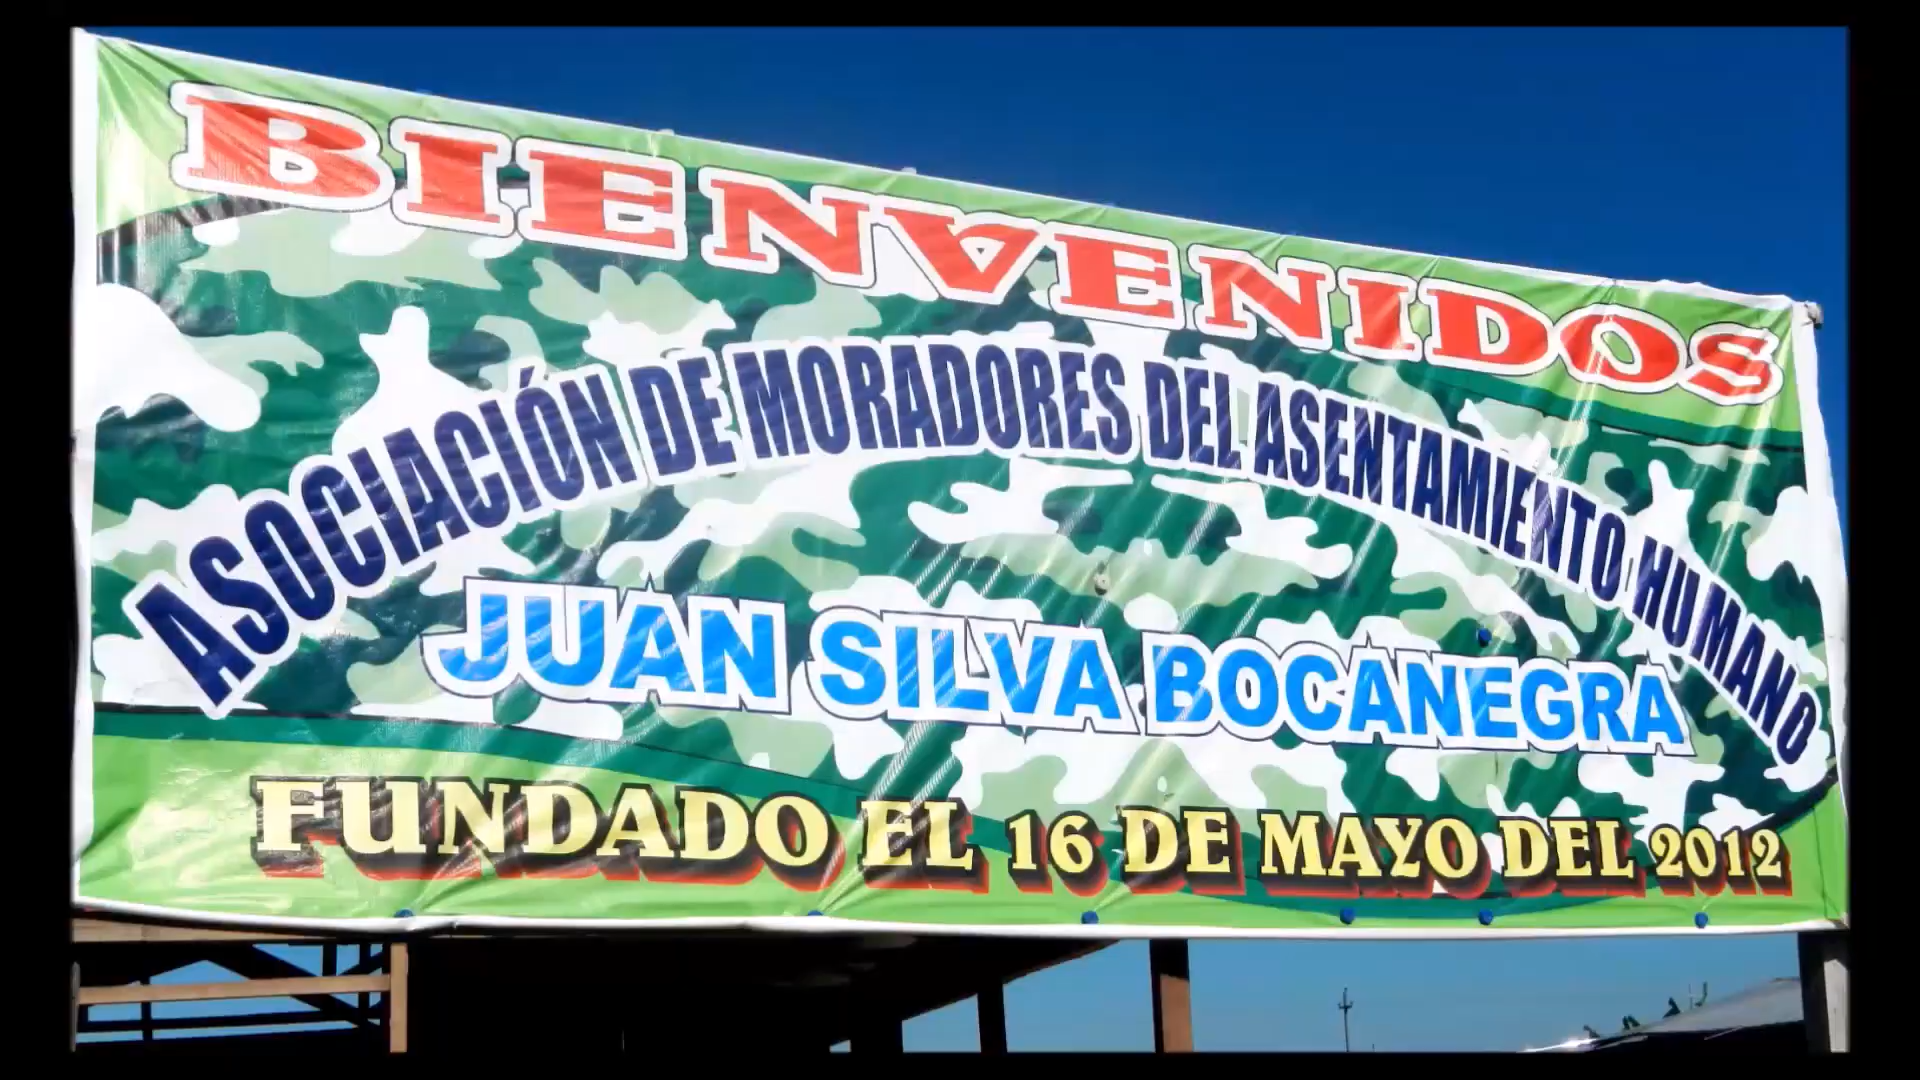 BIENVENIDOS
ASOCIACIÓN DE MORADORES DEL ASENTAMIENTO HUMANO
JUAN SILVA BOCANEGRA
FUNDADO EL 16 DE MAYO DEL 2012